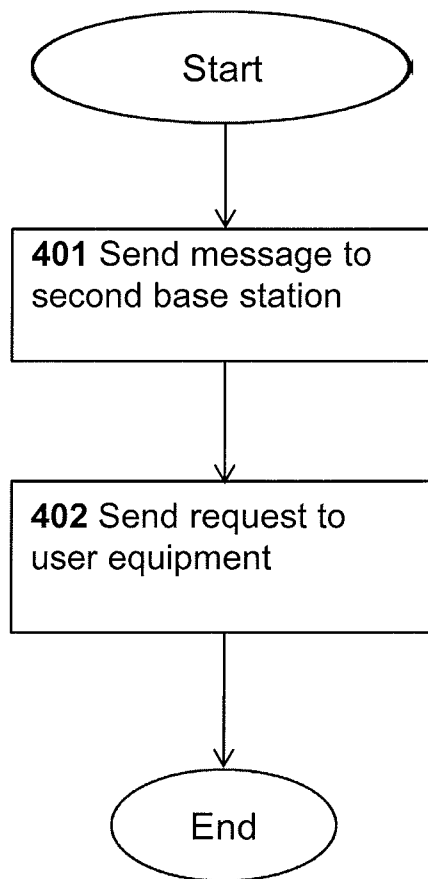 Start
401 Send message to
second base station
402 Send request to
user equipment
End